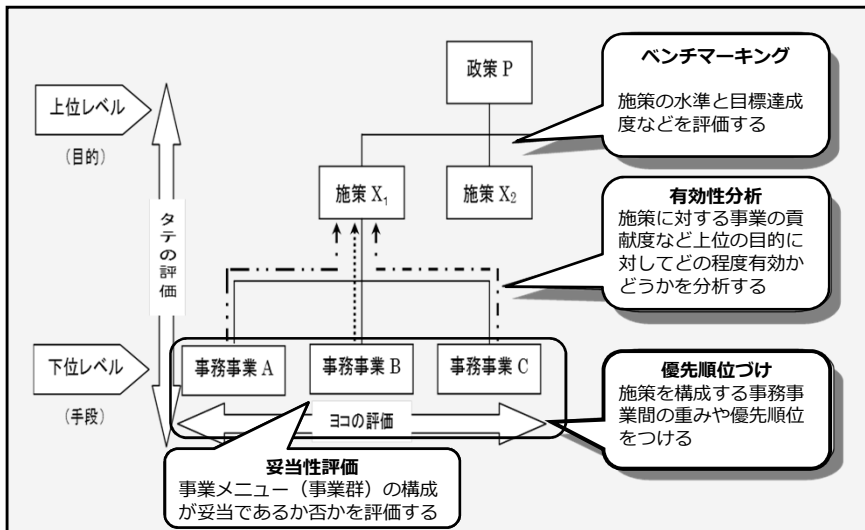 ベンチマーキング
施策の水準と目標達成
度などを評価する
政策 P
上位レベル
(目的)
施策 X₁
施策 X₂
有効性分析
施策に対する事業の貢
献度など上位の目的に
対してどの程度有効か
どうかを分析する
タテの評価
下位レベル
(手段)
事務事業 A
事務事業 B
事務事業 C
優先順位づけ
施策を構成する事務事
業間の重みや優先順位
をつける
ヨコの評価
妥当性評価
事業メニュー（事業群）の構成
が妥当であるか否かを評価する